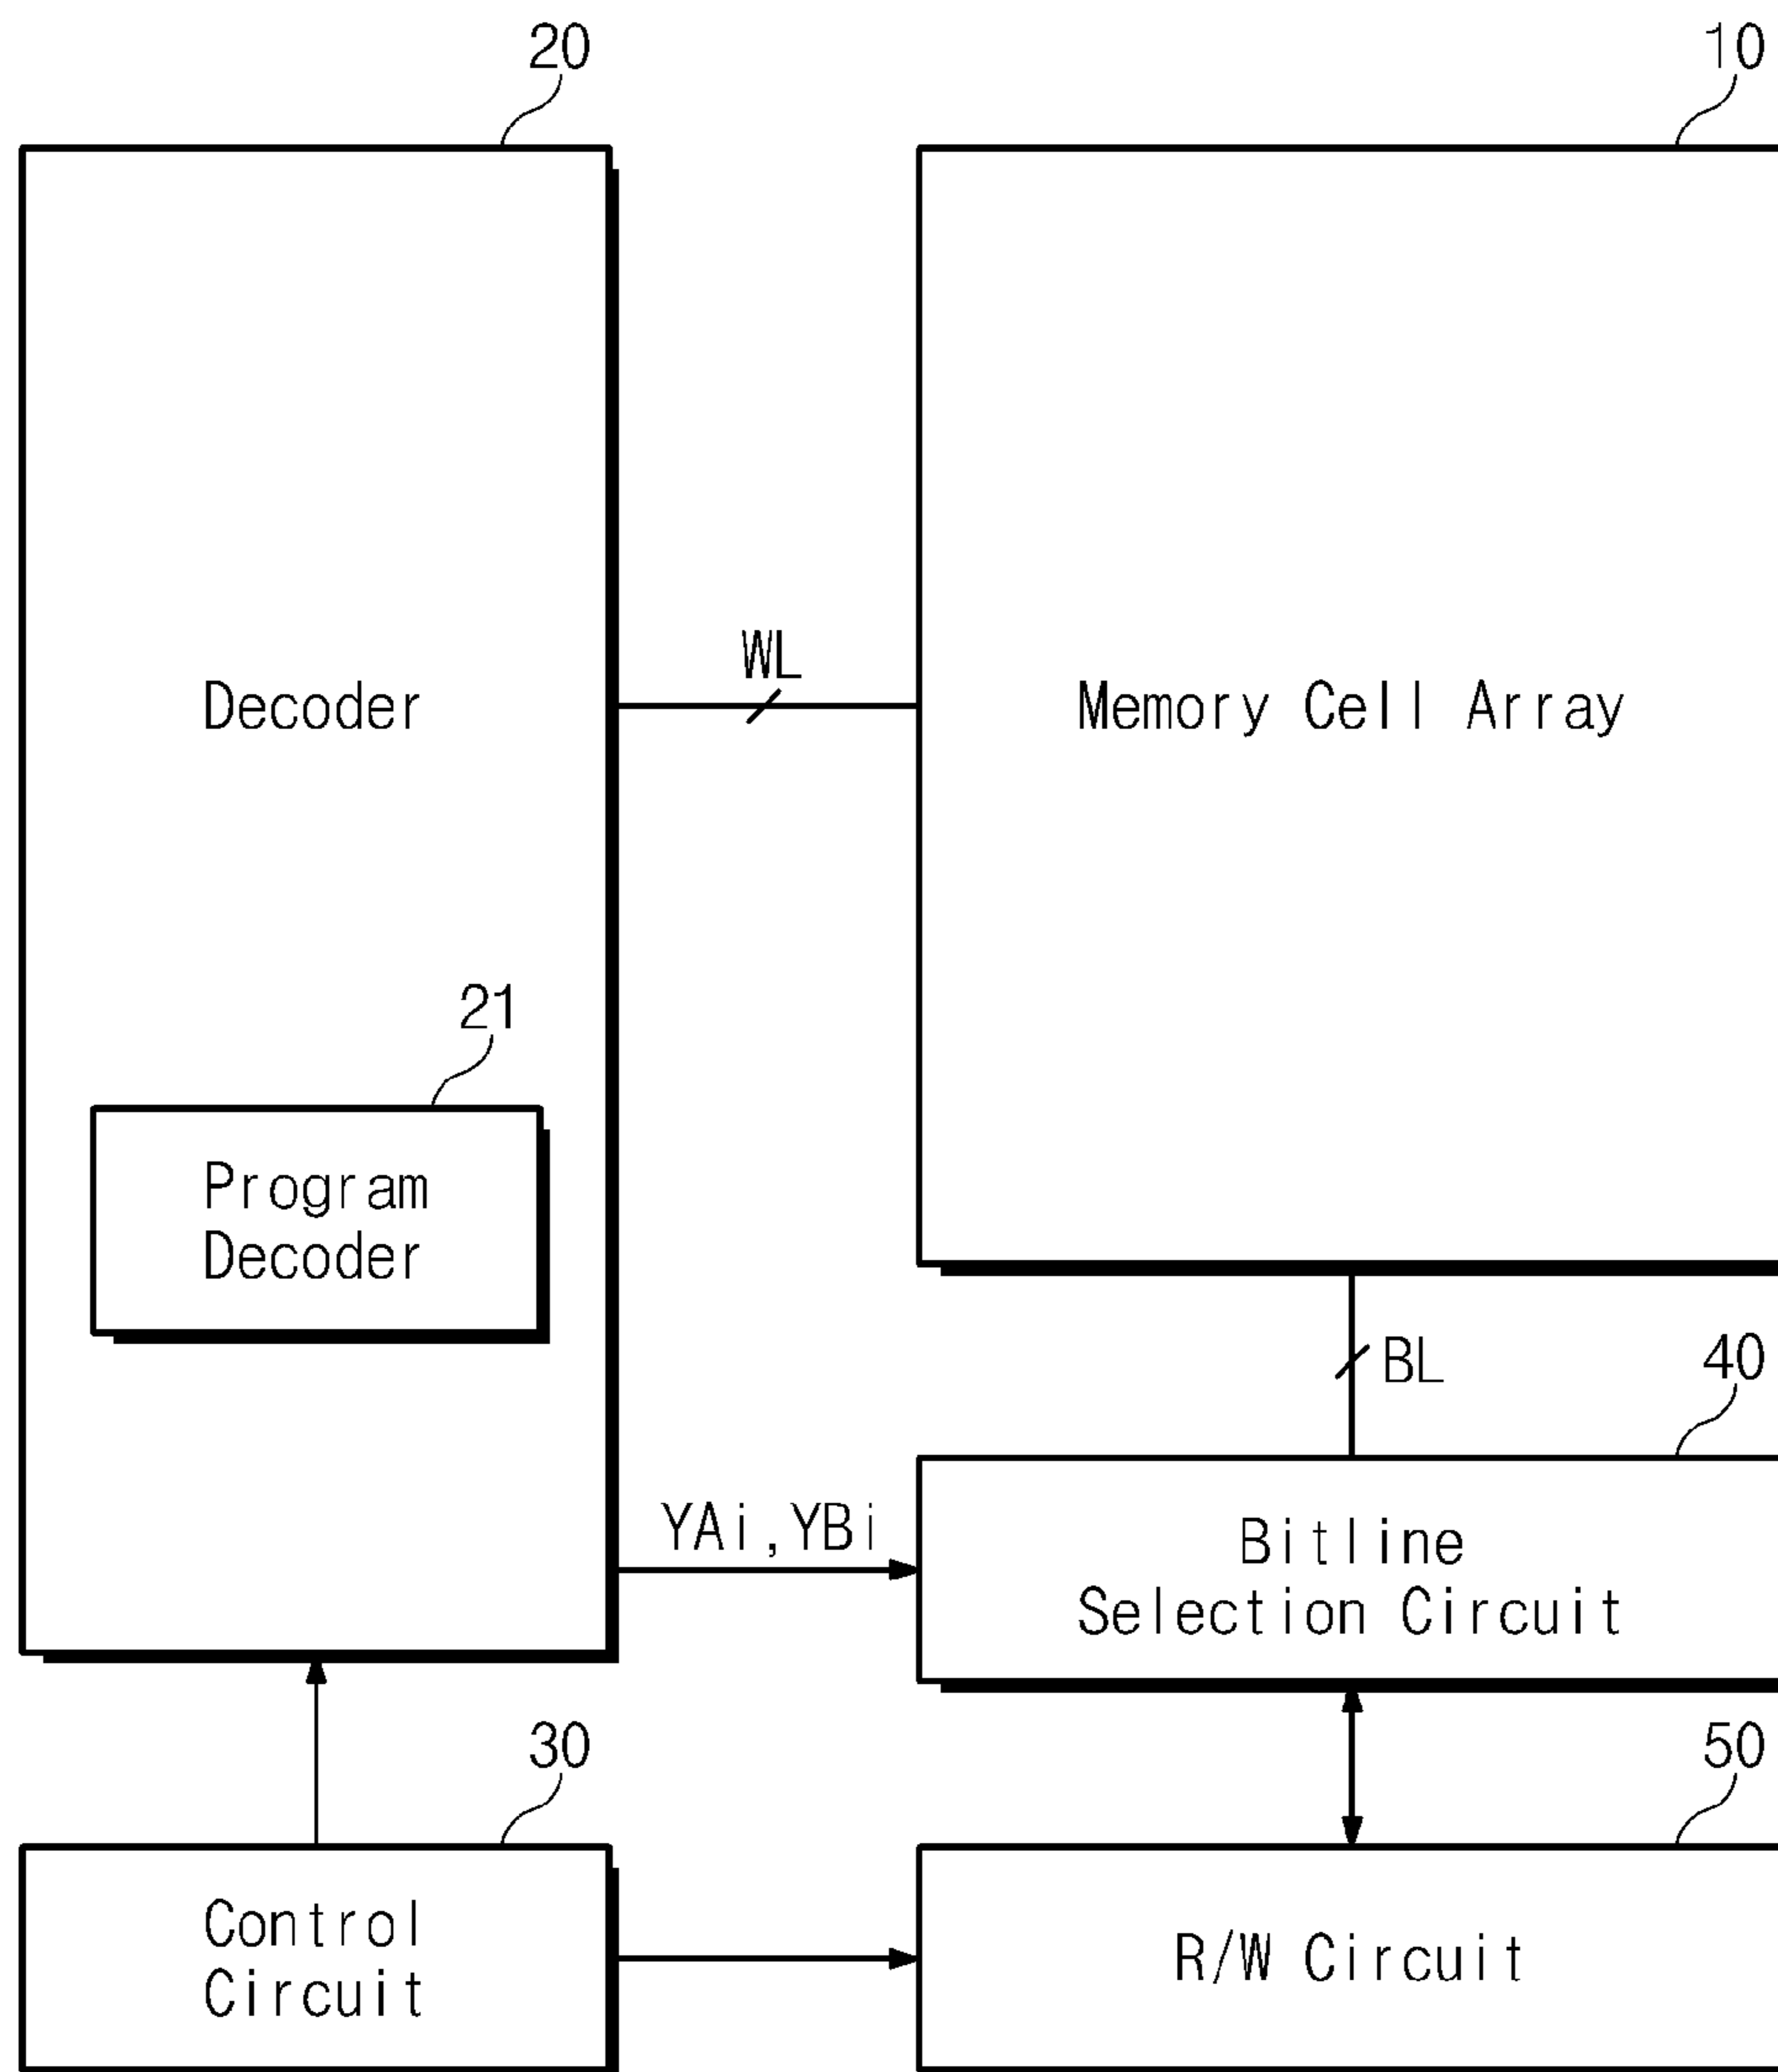 20
10
Decoder
WL
Memory Cell Array
21
Program
Decoder
BL
40
YAi,YBi
Bitline
Selection Circuit
30
50
Control
Circuit
R/W Circuit